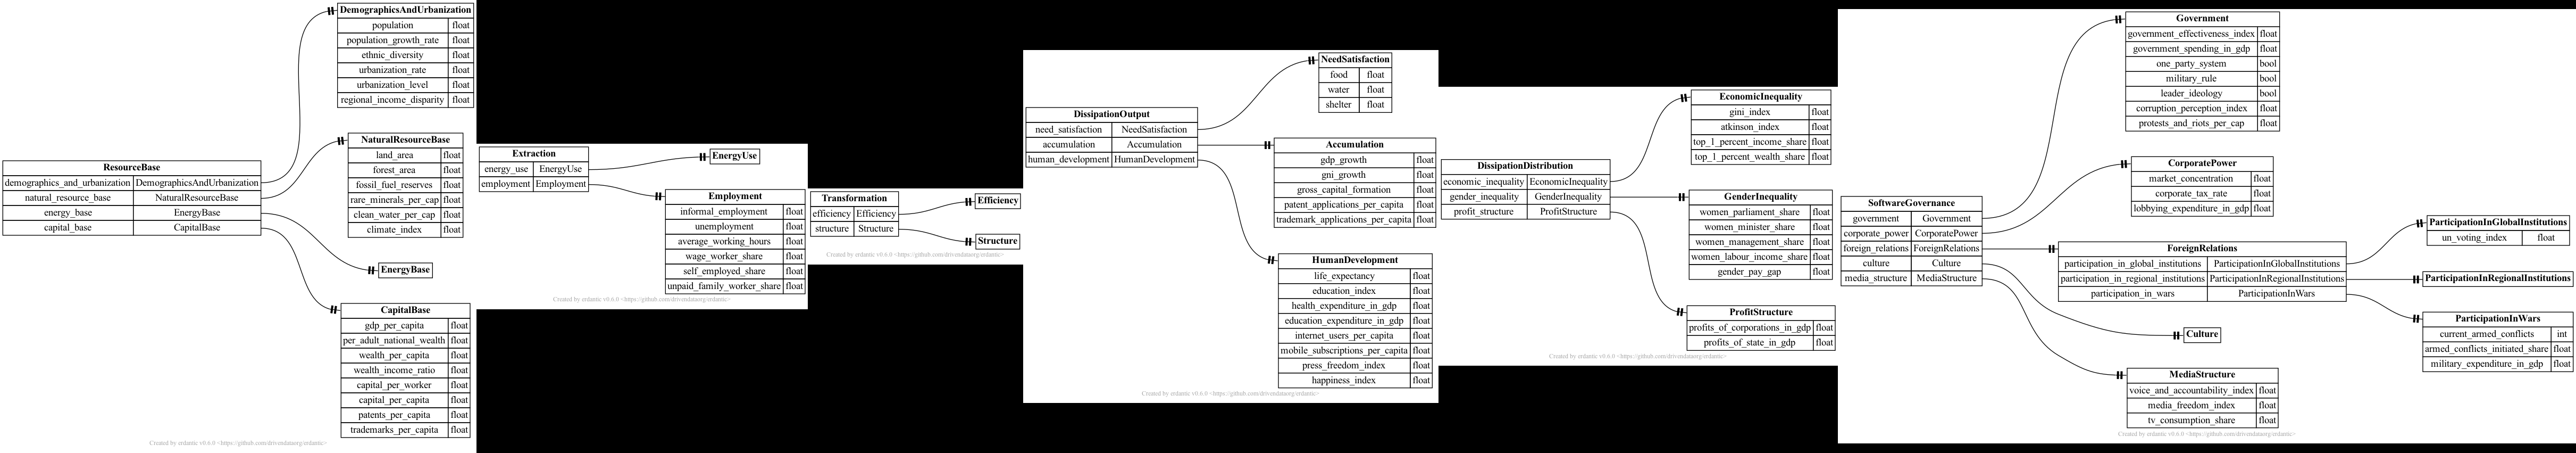 ResourceBase
demographics_and_urbanization DemographicsAndUrbanization
natural_resource_base NaturalResourceBase
energy_base EnergyBase
capital_base CapitalBase
DemographicsAndUrbanization
population float
population_growth_rate float
ethnic_diversity float
urbanization_rate float
urbanization_level float
regional_income_disparity float
NaturalResourceBase
land_area float
forest_area float
fossil_fuel_reserves float
rare_minerals_per_cap float
clean_water_per_cap float
climate_index float
EnergyBase
CapitalBase
gdp_per_capita float
per_adult_national_wealth float
wealth_per_capita float
wealth_income_ratio float
capital_per_worker float
capital_per_capita float
patents_per_capita float
trademarks_per_capita float
Created by erdantic v0.6.0 <https://github.com/drivendataorg/erdantic>
Extraction
energy_use EnergyUse
employment Employment
EnergyUse
Employment
informal_employment float
unemployment float
average_working_hours float
wage_worker_share float
self_employed_share float
unpaid_family_worker_share float
Created by erdantic v0.6.0 <https://github.com/drivendataorg/erdantic>
Transformation
efficiency Efficiency
structure Structure
Efficiency
Structure
Created by erdantic v0.6.0 <https://github.com/drivendataorg/erdantic>
DissipationOutput
need_satisfaction NeedSatisfaction
accumulation Accumulation
human_development HumanDevelopment
NeedSatisfaction
food float
water float
shelter float
Accumulation
gdp_growth float
gni_growth float
gross_capital_formation float
patent_applications_per_capita float
trademark_applications_per_capita float
HumanDevelopment
life_expectancy float
education_index float
health_expenditure_in_gdp float
education_expenditure_in_gdp float
internet_users_per_capita float
mobile_subscriptions_per_capita float
press_freedom_index float
happiness_index float
Created by erdantic v0.6.0 <https://github.com/drivendataorg/erdantic>
DissipationDistribution
economic_inequality EconomicInequality
gender_inequality GenderInequality
profit_structure ProfitStructure
EconomicInequality
gini_index float
atkinson_index float
top_1_percent_income_share float
top_1_percent_wealth_share float
GenderInequality
women_parliament_share float
women_minister_share float
women_management_share float
women_labour_income_share float
gender_pay_gap float
ProfitStructure
profits_of_corporations_in_gdp float
profits_of_state_in_gdp float
Created by erdantic v0.6.0 <https://github.com/drivendataorg/erdantic>
SoftwareGovernance
government Government
corporate_power CorporatePower
foreign_relations ForeignRelations
culture Culture
media_structure MediaStructure
Government
government_effectiveness_index float
government_spending_in_gdp float
one_party_system bool
military_rule bool
leader_ideology bool
corruption_perception_index float
protests_and_riots_per_cap float
CorporatePower
market_concentration float
corporate_tax_rate float
lobbying_expenditure_in_gdp float
ForeignRelations
participation_in_global_institutions ParticipationInGlobalInstitutions
participation_in_regional_institutions ParticipationInRegionalInstitutions
participation_in_wars ParticipationInWars
Culture
MediaStructure
voice_and_accountability_index float
media_freedom_index float
tv_consumption_share float
ParticipationInGlobalInstitutions
un_voting_index float
ParticipationInRegionalInstitutions
ParticipationInWars
current_armed_conflicts int
armed_conflicts_initiated_share float
military_expenditure_in_gdp float
Created by erdantic v0.6.0 <https://github.com/drivendataorg/erdantic>